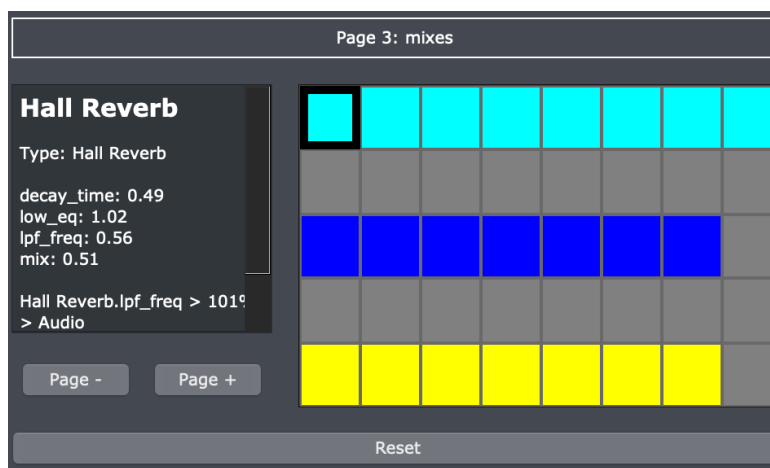 Page 3: mixes
Hall Reverb
Type: Hall Reverb
decay_time: 0.49
low_eq: 1.02
lpf_freq: 0.56
mix: 0.51
Hall Reverb.lpf_freq > 101%
> Audio
Page -
Page +
Reset